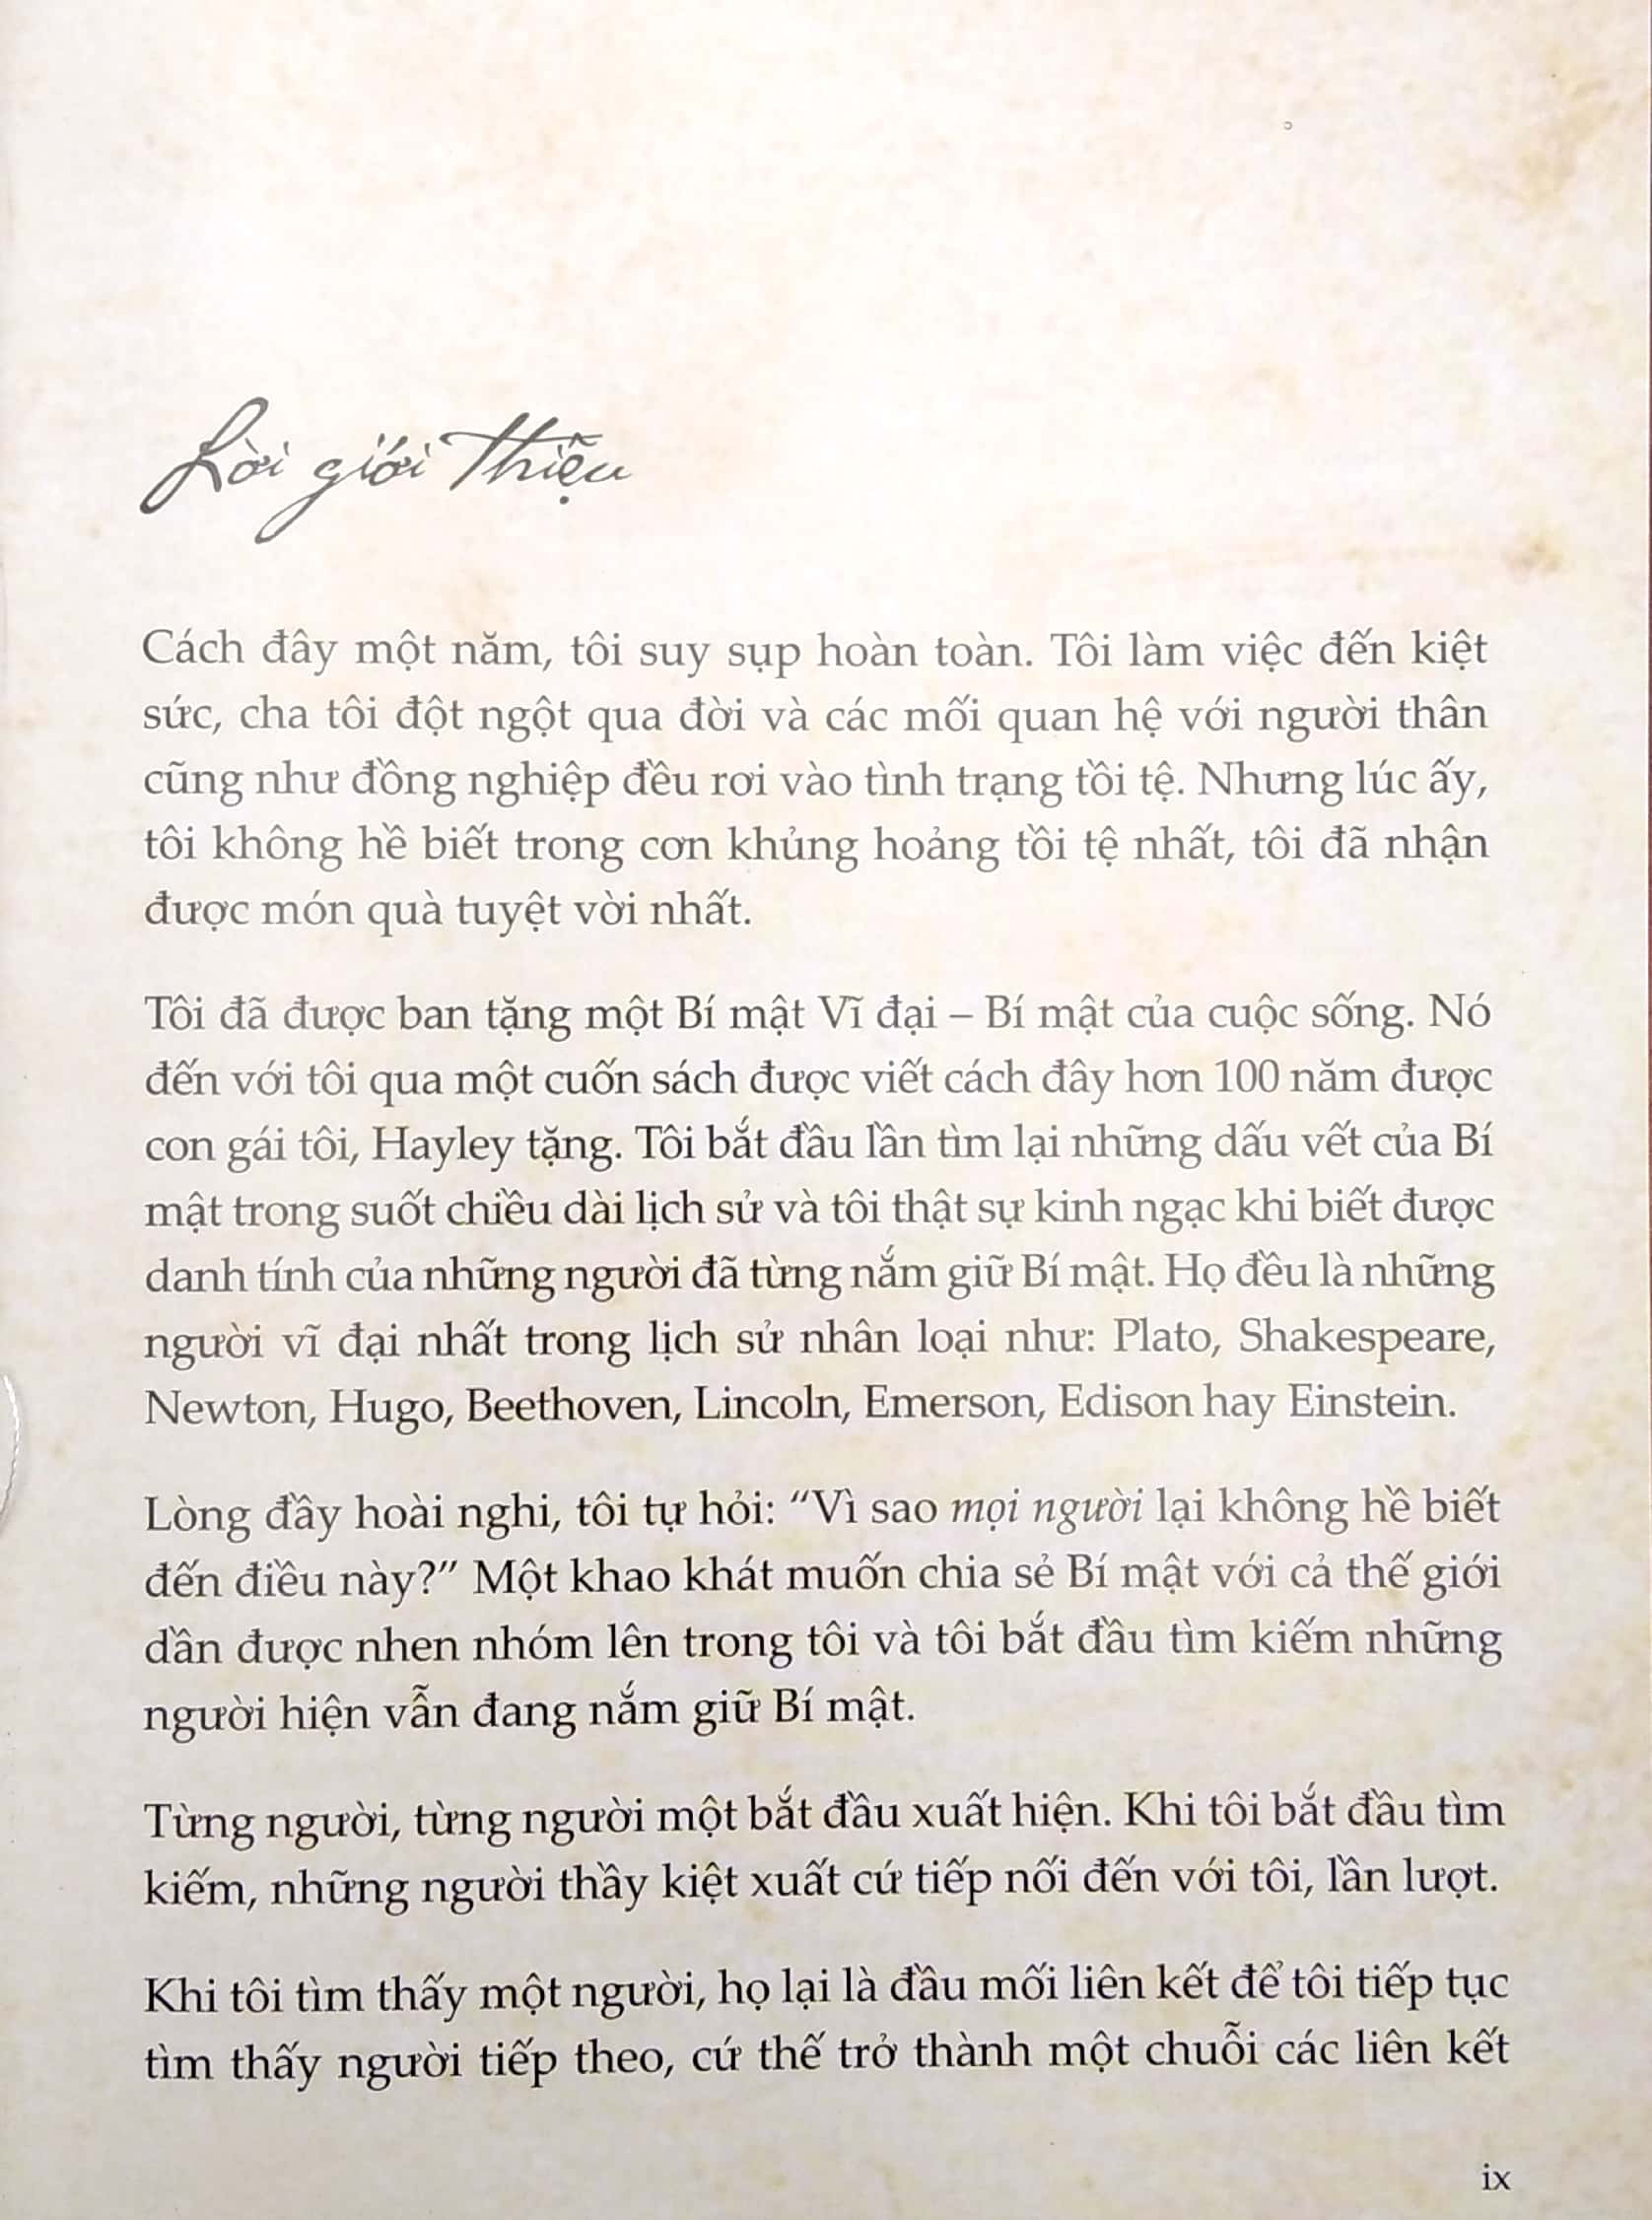 Lời giới thiệu
Cách đây một năm, tôi suy sụp hoàn toàn. Tôi làm việc đến kiệt
sức, cha tôi đột ngột qua đời và các mối quan hệ với người thân
cũng như đồng nghiệp đều rơi vào tình trạng tồi tệ. Nhưng lúc ấy,
tôi không hề biết trong cơn khủng hoảng tồi tệ nhất, tôi đã nhận
được món quà tuyệt vời nhất.
Tôi đã được ban tặng một Bí mật Vĩ đại – Bí mật của cuộc sống. Nó
đến với tôi qua một cuốn sách được viết cách đây hơn 100 năm được
con gái tôi, Hayley tặng. Tôi bắt đầu lần tìm lại những dấu vết của Bí
mật trong suốt chiều dài lịch sử và tôi thật sự kinh ngạc khi biết được
danh tính của những người đã từng nắm giữ Bí mật. Họ đều là những
người vĩ đại nhất trong lịch sử nhân loại như: Plato, Shakespeare,
Newton, Hugo, Beethoven, Lincoln, Emerson, Edison hay Einstein.
Lòng đầy hoài nghi, tôi tự hỏi: “Vì sao mọi người lại không hề biết
đến điều này?” Một khao khát muốn chia sẻ Bí mật với cả thế giới
dần được nhen nhóm lên trong tôi và tôi bắt đầu tìm kiếm những
người hiện vẫn đang nắm giữ Bí mật.
Từng người, từng người một bắt đầu xuất hiện. Khi tôi bắt đầu tìm
kiếm, những người thầy kiệt xuất cứ tiếp nối đến với tôi, lần lượt.
Khi tôi tìm thấy một người, họ lại là đầu mối liên kết để tôi tiếp tục
tìm thấy người tiếp theo, cứ thế trở thành một chuỗi các liên kết
ix